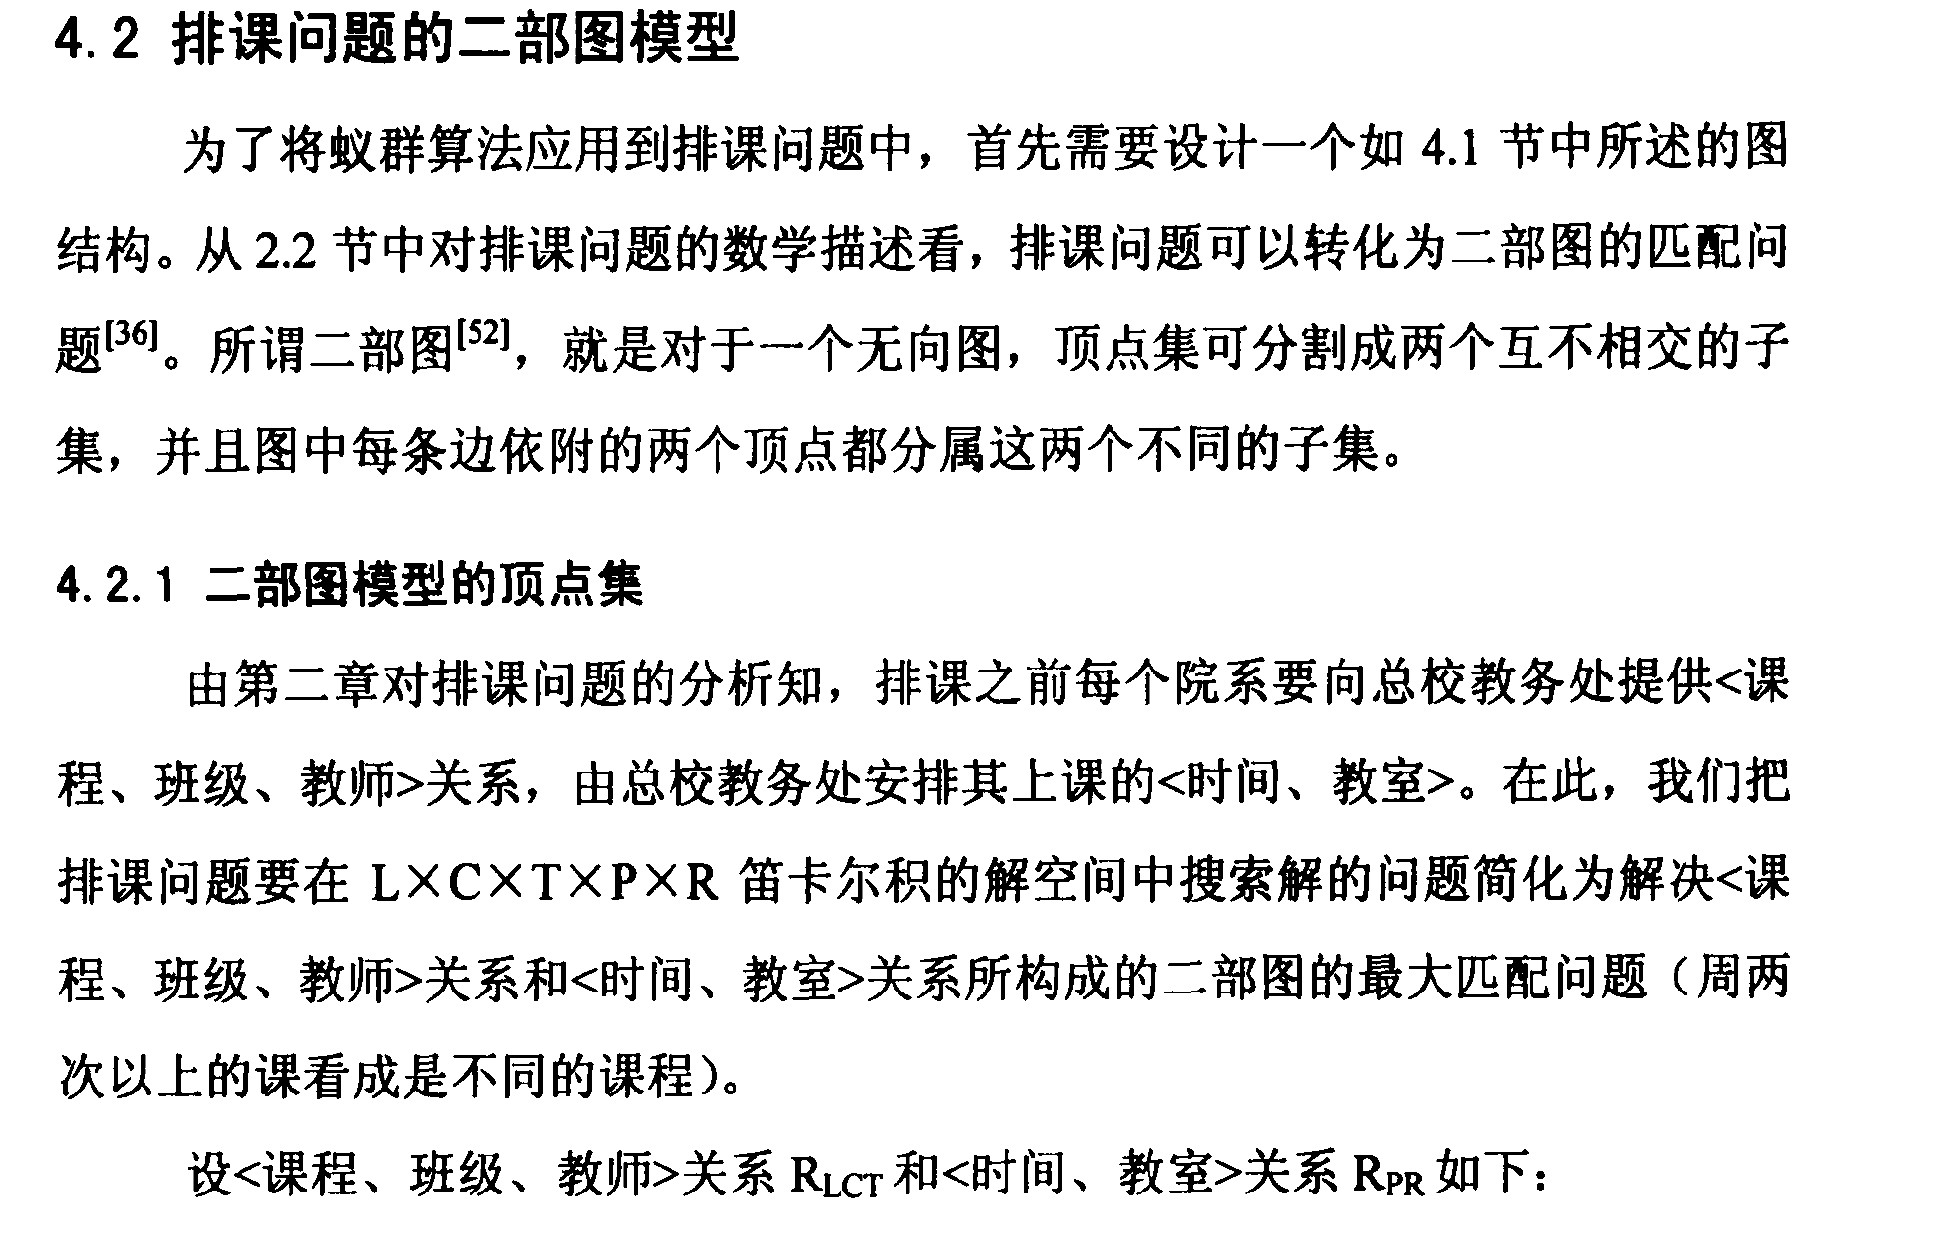 4.2 排课问题的二部图模型
为了将蚁群算法应用到排课问题中，首先需要设计一个如 4.1 节中所述的图
结构。从 2.2 节中对排课问题的数学描述看，排课问题可以转化为二部图的匹配问
题[36]。所谓二部图[52]，就是对于一个无向图，顶点集可分割成两个互不相交的子
集，并且图中每条边依附的两个顶点都分属这两个不同的子集。
4.2.1 二部图模型的顶点集
由第二章对排课问题的分析知，排课之前每个院系要向总校教务处提供<课
程、班级、教师>关系，由总校教务处安排其上课的<时间、教室>。在此，我们把
排课问题要在 L×C×T×P×R 笛卡尔积的解空间中搜索解的问题简化为解决<课
程、班级、教师>关系和<时间、教室>关系所构成的二部图的最大匹配问题（周两
次以上的课看成是不同的课程）。
设<课程、班级、教师>关系 RLCT 和<时间、教室>关系 RPR 如下：